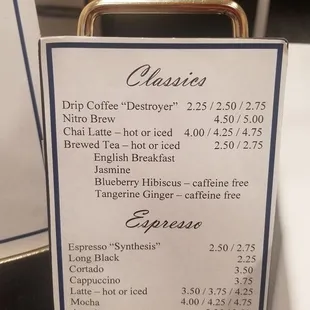 Classics
Drip Coffee “Destroyer” 2.25 / 2.50 / 2.75
Nitro Brew 4.50 / 5.00
Chai Latte – hot or iced 4.00 / 4.25 / 4.75
Brewed Tea – hot or iced 2.50 / 2.75
English Breakfast
Jasmine
Blueberry Hibiscus – caffeine free
Tangerine Ginger – caffeine free
Espresso
Espresso “Synthesis” 2.50 / 2.75
Long Black 2.25
Cortado 3.50
Cappuccino 3.75
Latte – hot or iced 3.50 / 3.75 / 4.25
Mocha 4.00 / 4.25 / 4.75